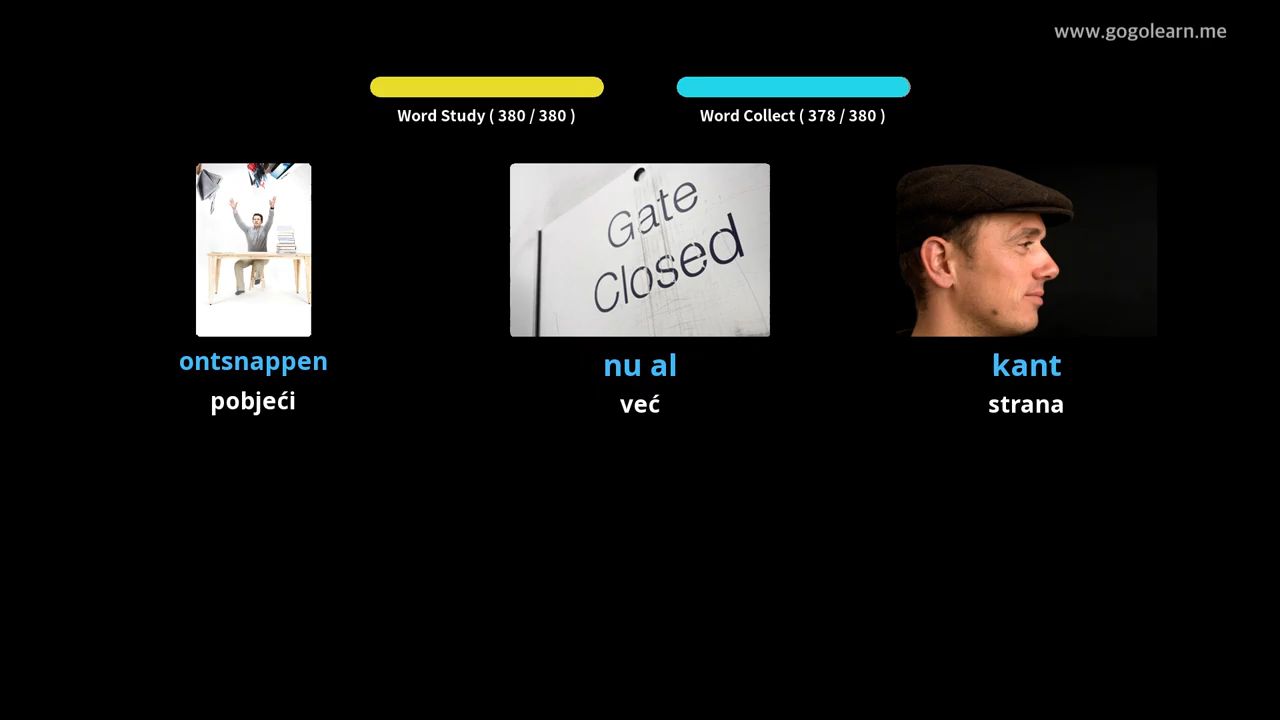 www.gogolearn.me
Word Study ( 380 / 380 )
Word Collect ( 378 / 380 )
Gate
Closed
ontsnappen
nu al
kant
pobjeći
već
strana